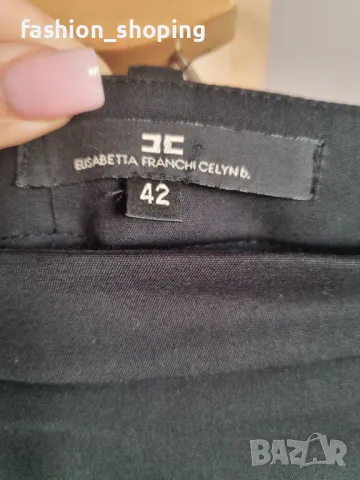 fashion_shoping
ELISABETTA FRANCHI CELYN b.
42
BAZAR